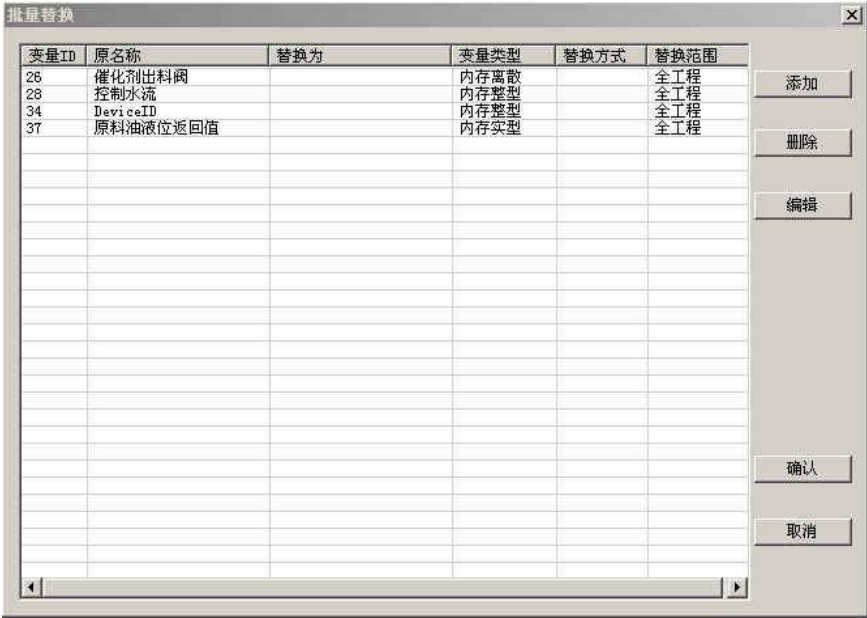 批量替换
变量ID 原名称 替换为 变量类型 替换方式 替换范围
26 催化剂出料阀 内存离散 全工程
28 控制水流 内存整型 全工程
34 DeviceID 内存整型 全工程
37 原料油液位返回值 内存实型 全工程
添加
删除
编辑
确认
取消